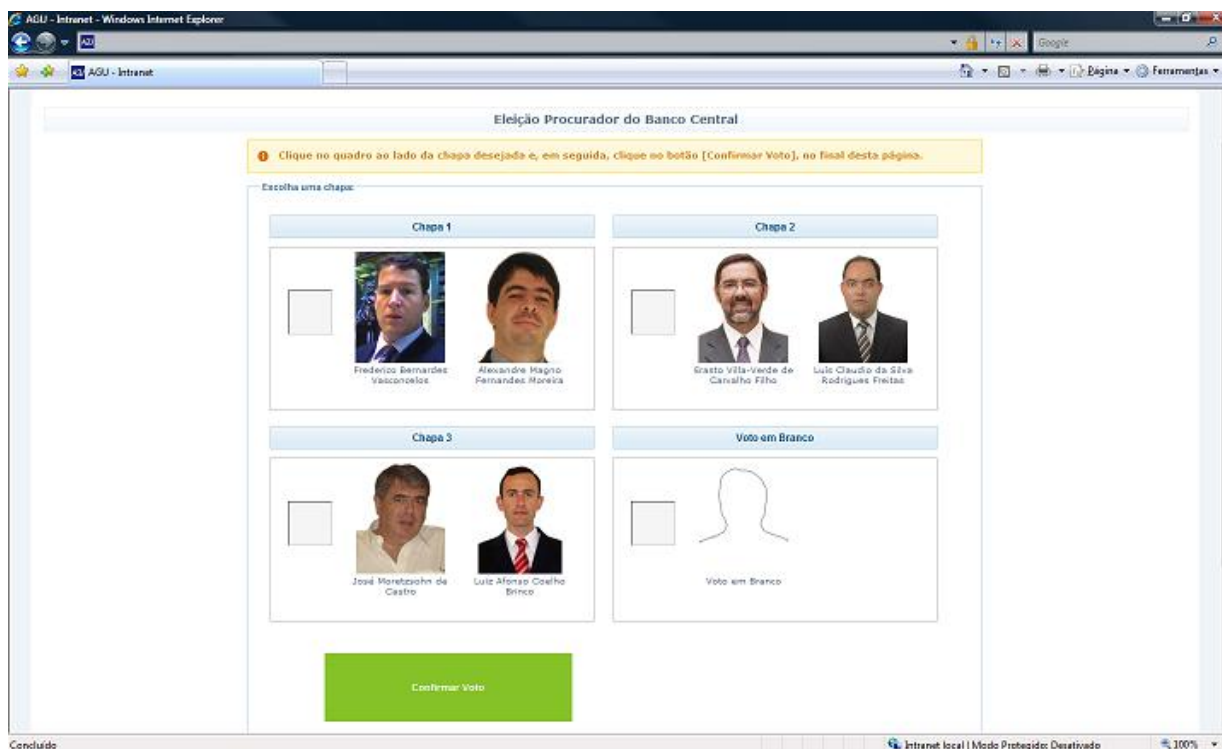 AGU - Intranet - Windows Internet Explorer
Google
AGU - Intranet
Página
Ferramentas
Eleição Procurador do Banco Central
Clique no quadro ao lado da chapa desejada e, em seguida, clique no botão [Confirmar Voto], no final desta página.
Escolha uma chapa:
Chapa 1
Chapa 2
Frederico Bernardes
Vasconcelos
Alexandre Magno
Fernandes Moreira
Erasto Villa-Verde de
Carvalho Filho
Luis Claudio da Silva
Rodrigues Freitas
Chapa 3
Voto em Branco
José Moretzsohn de
Castro
Luiz Afonso Coelho
Brinco
Voto em Branco
Confirmar Voto
Concluído
Intranet local | Modo Protegido: Desativado
100%